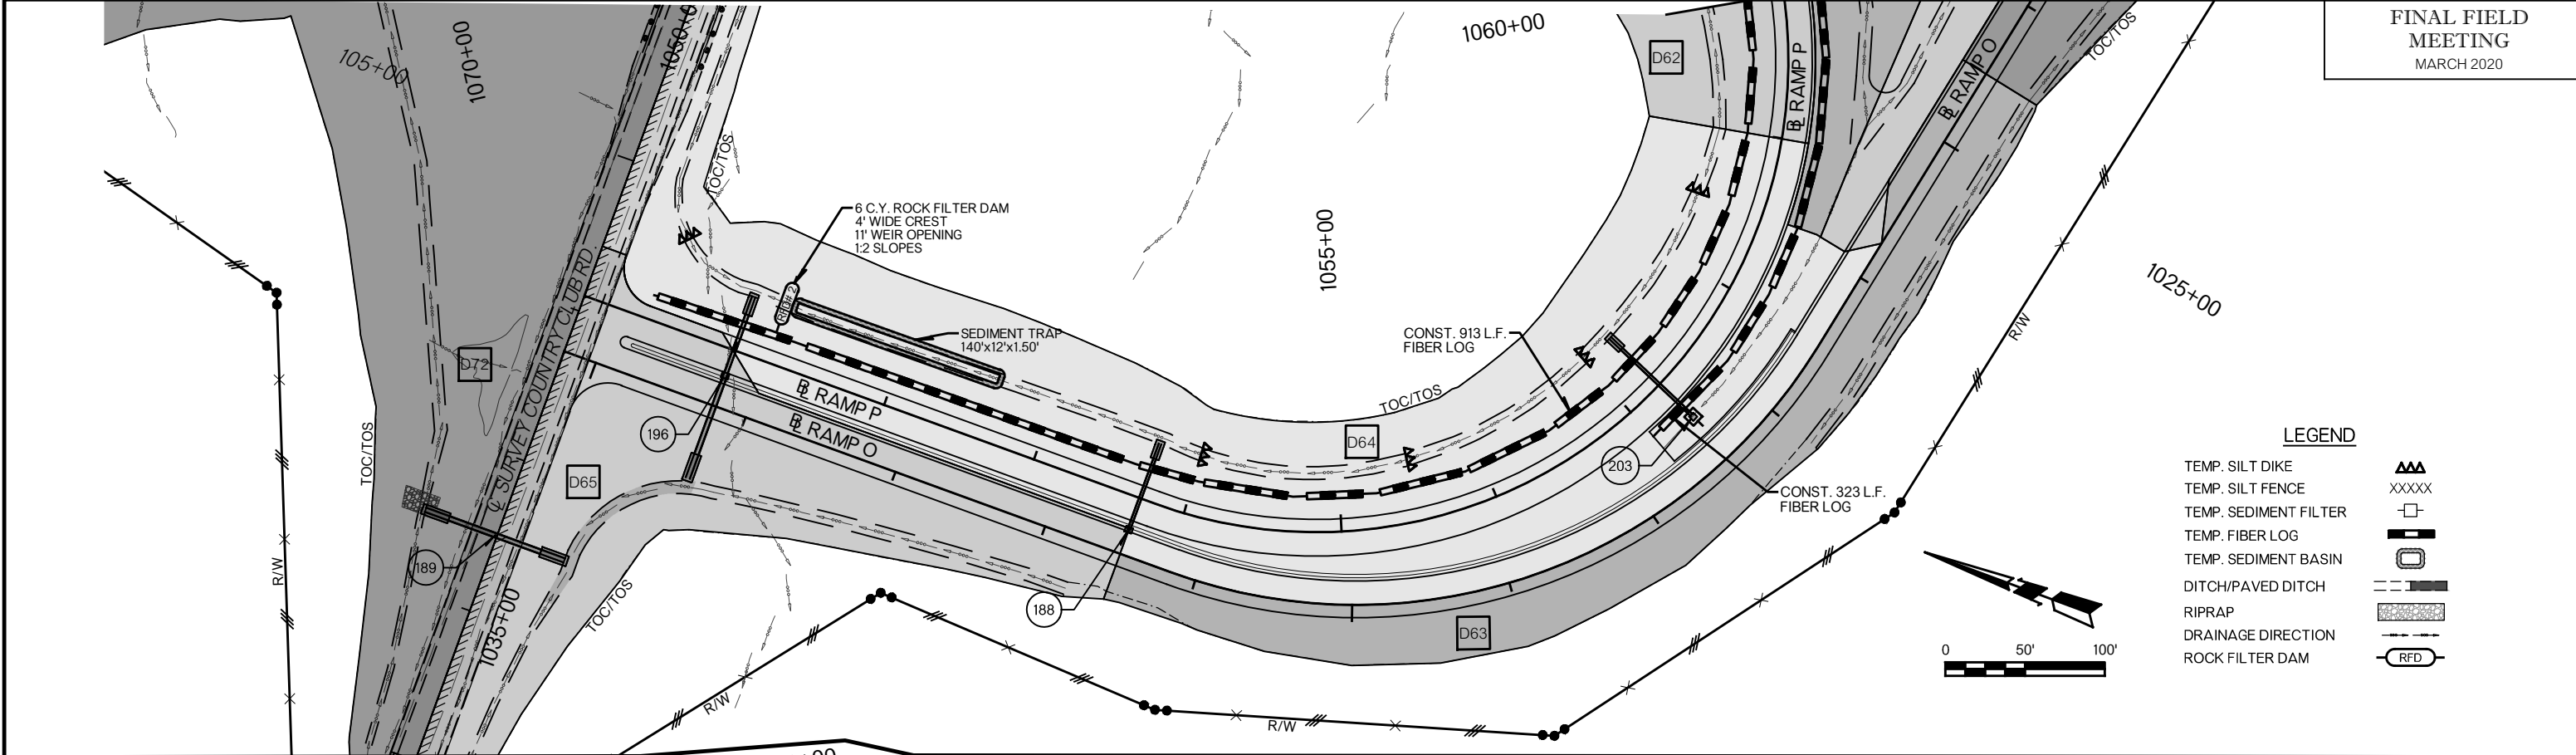 FINAL FIELD
MEETING
MARCH 2020
105+00
1070+00
1050+0
1060+00
D62
℄ RAMP P
℄ RAMP O
TOC/TOS
TOC/TOS
6 C.Y. ROCK FILTER DAM
4' WIDE CREST
11' WEIR OPENING
1:2 SLOPES
RFD# 2
1055+00
1025+00
R/W
SEDIMENT TRAP
140'x12'x1.50'
CONST. 913 L.F.
FIBER LOG
D72
℄ SURVEY COUNTRY CLUB RD.
℄ RAMP P
℄ RAMP O
TOC/TOS
TOC/TOS
196
D64
203
D65
CONST. 323 L.F.
FIBER LOG
189
R/W
1035+00
TOC/TOS
188
D63
R/W
R/W
0 50' 100'
LEGEND
TEMP. SILT DIKE
TEMP. SILT FENCE XXXXX
TEMP. SEDIMENT FILTER
TEMP. FIBER LOG
TEMP. SEDIMENT BASIN
DITCH/PAVED DITCH
RIPRAP
DRAINAGE DIRECTION
ROCK FILTER DAM RFD